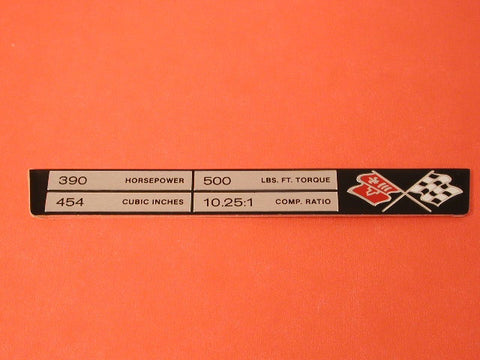 390 HORSEPOWER 500 LBS. FT. TORQUE
454 CUBIC INCHES 10.25:1 COMP. RATIO